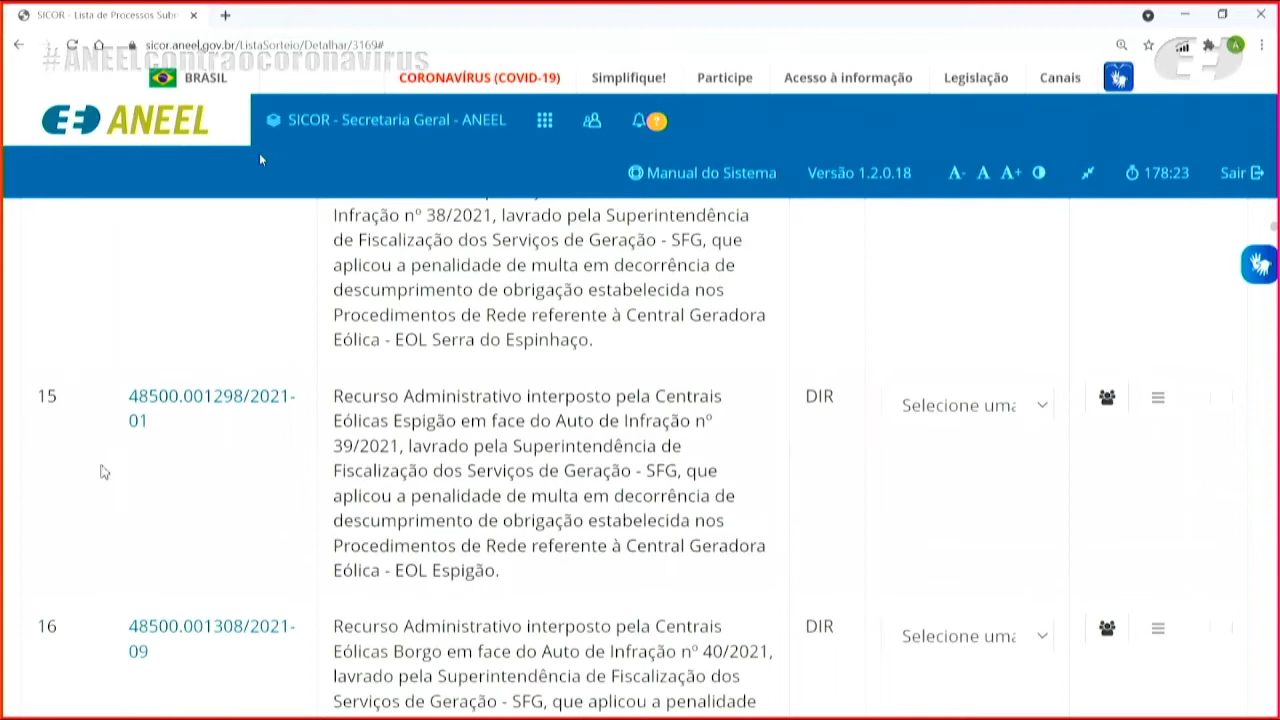 SICOR - Lista de Processos Sub
sicor.aneel.gov.br/ListaSorteio/Detalhar/3169#
A
#ANEELcontraocoronavirus
BRASIL
CORONAVÍRUS (COVID-19)
Simplifique!
Participe
Acesso à informação
Legislação
Canais
ANEEL
SICOR - Secretaria Geral - ANEEL
?
Manual do Sistema
Versão 1.2.0.18
A-
A
A+
178:23
Sair
Infração nº 38/2021, lavrado pela Superintendência
de Fiscalização dos Serviços de Geração - SFG, que
aplicou a penalidade de multa em decorrência de
descumprimento de obrigação estabelecida nos
Procedimentos de Rede referente à Central Geradora
Eólica - EOL Serra do Espinhaço.
15
48500.001298/2021-
01
Recurso Administrativo interposto pela Centrais
Eólicas Espigão em face do Auto de Infração nº
39/2021, lavrado pela Superintendência de
Fiscalização dos Serviços de Geração - SFG, que
aplicou a penalidade de multa em decorrência de
descumprimento de obrigação estabelecida nos
Procedimentos de Rede referente à Central Geradora
Eólica - EOL Espigão.
DIR
Selecione uma
16
48500.001308/2021-
09
Recurso Administrativo interposto pela Centrais
Eólicas Borgo em face do Auto de Infração nº 40/2021,
lavrado pela Superintendência de Fiscalização dos
Serviços de Geração - SFG, que aplicou a penalidade
DIR
Selecione uma